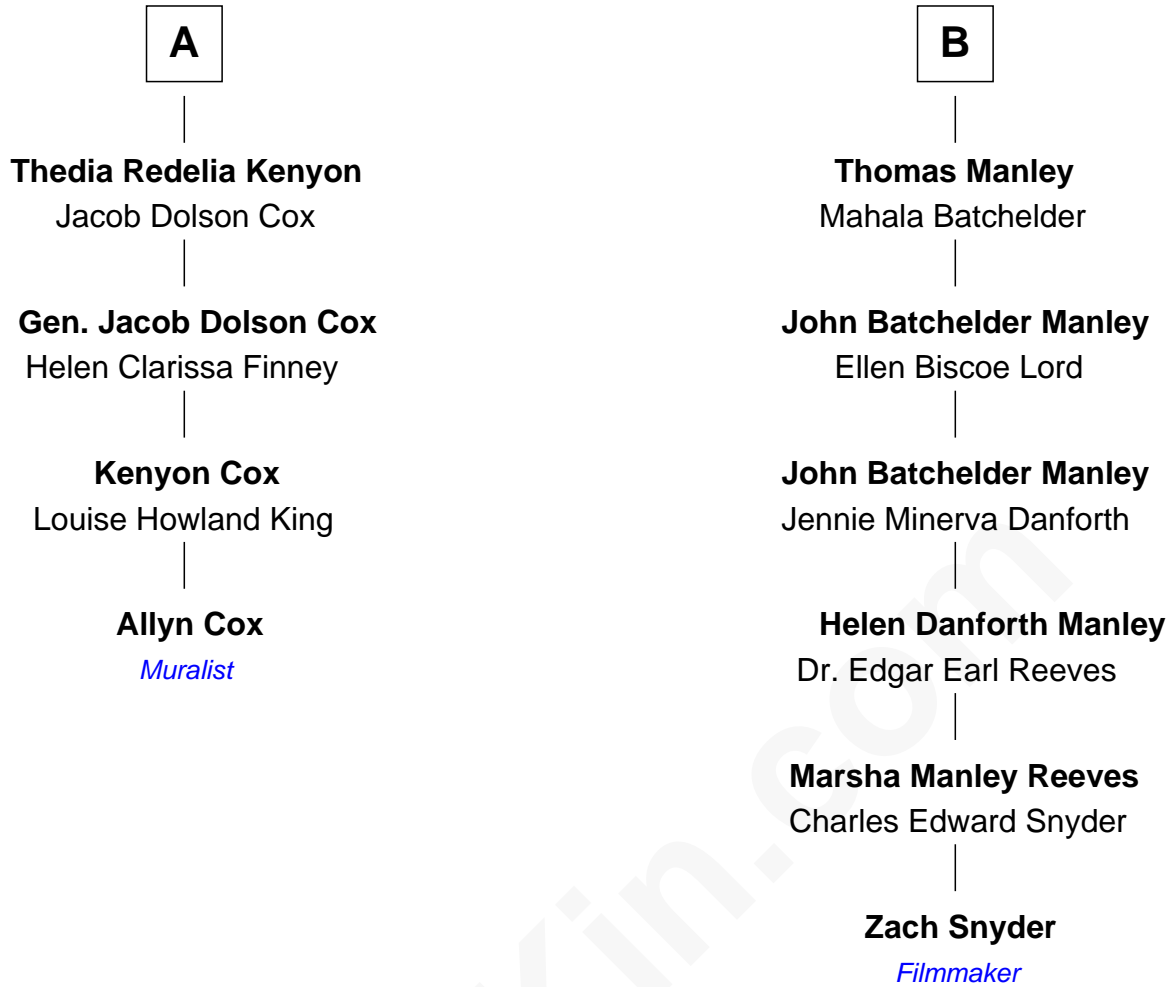 A
Thedia Redelia Kenyon
Jacob Dolson Cox
Gen. Jacob Dolson Cox
Helen Clarissa Finney
Kenyon Cox
Louise Howland King
Allyn Cox
Muralist
B
Thomas Manley
Mahala Batchelder
John Batchelder Manley
Ellen Biscoe Lord
John Batchelder Manley
Jennie Minerva Danforth
Helen Danforth Manley
Dr. Edgar Earl Reeves
Marsha Manley Reeves
Charles Edward Snyder
Zach Snyder
Filmmaker
Kin.com